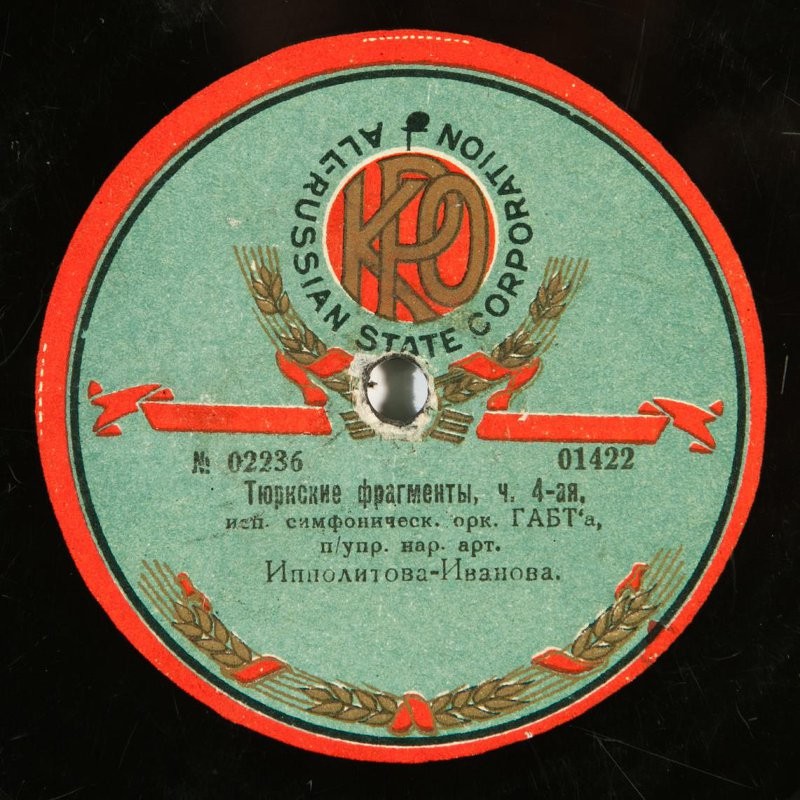 ALL-RUSSIAN STATE CORPORATION
КРО
№ 02236 01422
Тюркские фрагменты, ч. 4-ая,
исп. симфоническ. орк. ГАБТ‘а,
п/упр. нар. арт.
Ипполитова-Иванова.